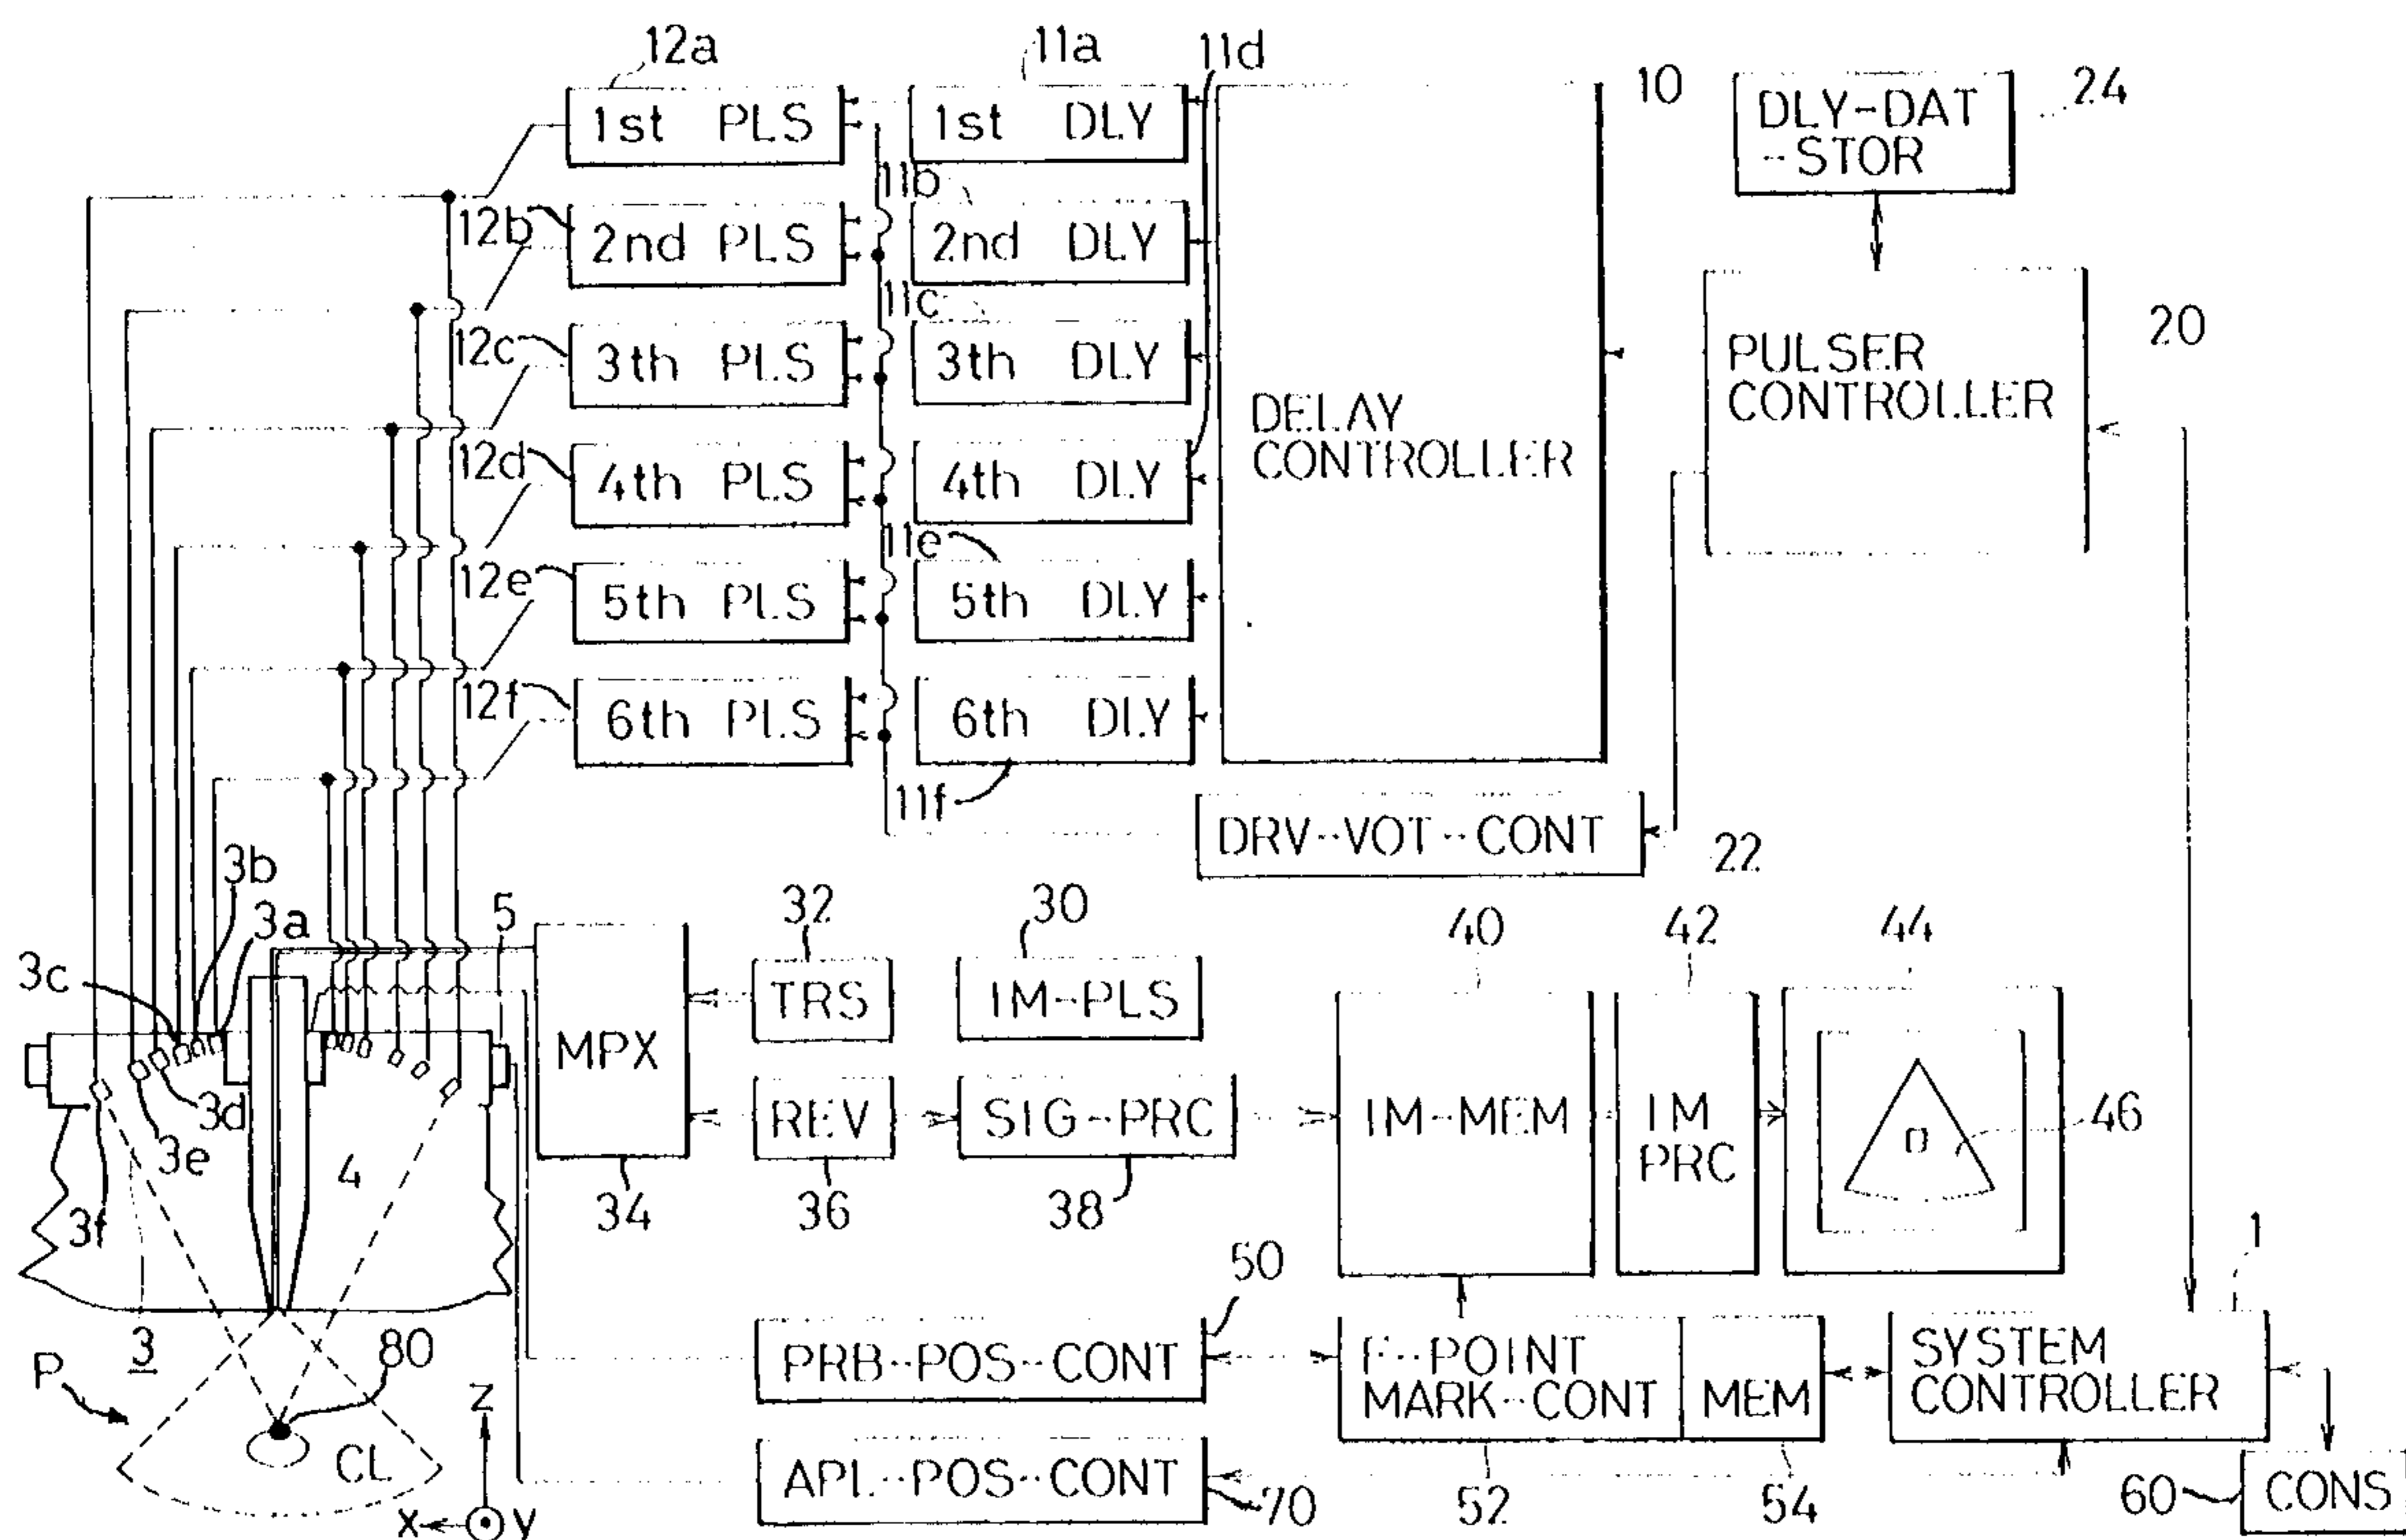 12a
11a
11d
1st PLS
1st DLY
10
DLY-DAT
-STOR
24
11b
12b
2nd PLS
2nd DLY
11c
12c
3th PLS
3th DLY
PULSER
CONTROLLER
20
DELAY
CONTROLLER
12d
4th PLS
4th DLY
11e
12e
5th PLS
5th DLY
12f
6th PLS
6th DLY
11f
DRV-VOT-CONT
22
3b
3a
5
32
30
40
42
44
3c
MPX
TRS
IM-PLS
3d
3e
REV
SIG-PRC
IM-MEM
IM
PRC
46
4
3f
34
36
38
50
1
3
80
P
PRB-POS-CONT
F-POINT
MARK-CONT
MEM
SYSTEM
CONTROLLER
Z
CL
APL-POS-CONT
70
52
54
60
CONS
X
Y